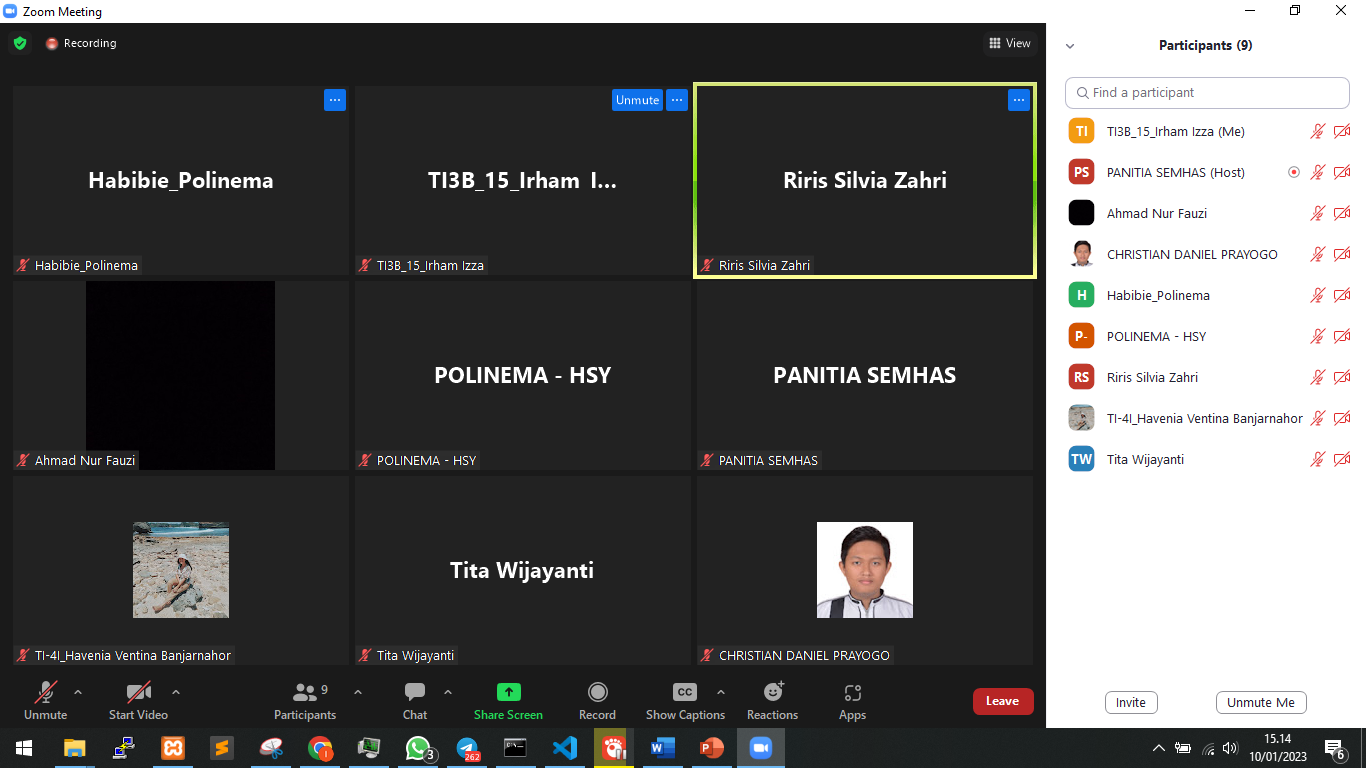 Zoom Meeting
Recording
View
Habibie_Polinema
Habibie_Polinema
Unmute
TI3B_15_Irham I...
TI3B_15_Irham Izza
Riris Silvia Zahri
Riris Silvia Zahri
Ahmad Nur Fauzi
POLINEMA - HSY
POLINEMA - HSY
PANITIA SEMHAS
PANITIA SEMHAS
TI-4I_Havenia Ventina Banjarnahor
Tita Wijayanti
Tita Wijayanti
CHRISTIAN DANIEL PRAYOGO
Unmute
Start Video
Participants
9
Chat
Share Screen
Record
CC
Show Captions
Reactions
Apps
Leave
Participants (9)
Find a participant
TI TI3B_15_Irham Izza (Me)
PS PANITIA SEMHAS (Host)
Ahmad Nur Fauzi
CHRISTIAN DANIEL PRAYOGO
H Habibie_Polinema
P- POLINEMA - HSY
RS Riris Silvia Zahri
TI-4I_Havenia Ventina Banjarnahor
TW Tita Wijayanti
Invite
Unmute Me
3
262
15.14
10/01/2023
6